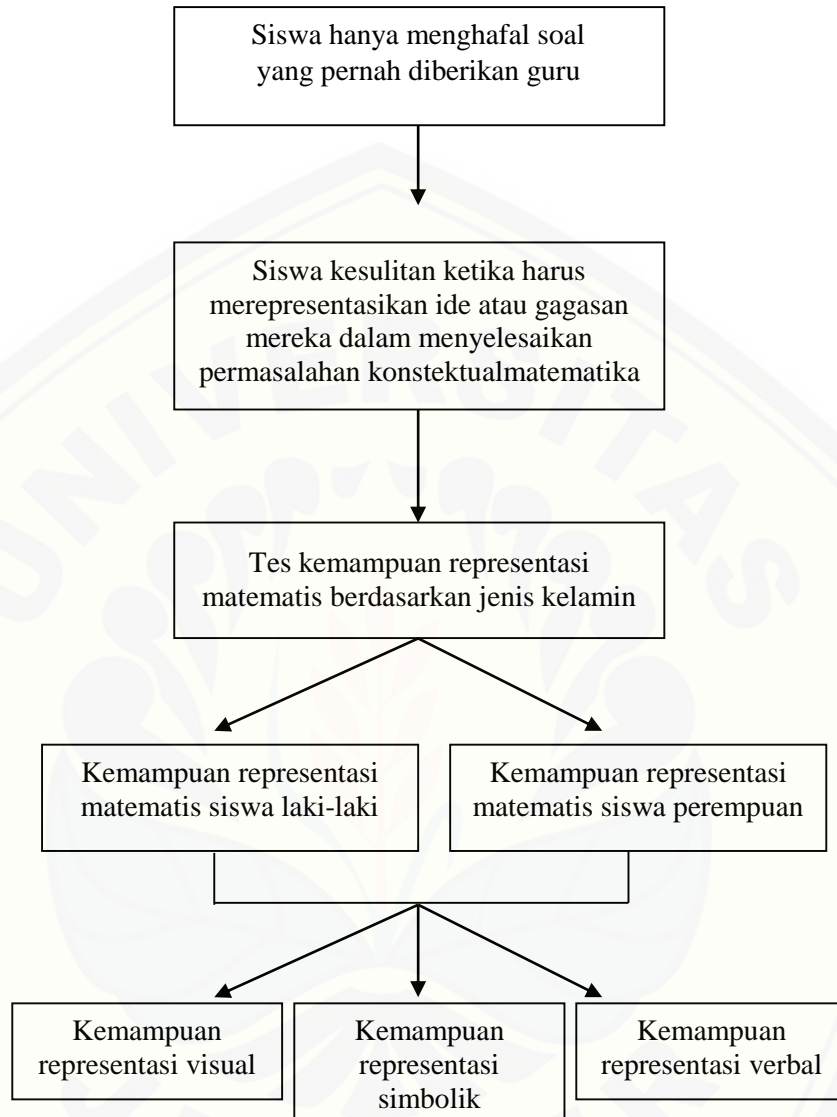 Siswa hanya menghafal soal
yang pernah diberikan guru
Siswa kesulitan ketika harus
merepresentasikan ide atau gagasan
mereka dalam menyelesaikan
permasalahan konstektualmatematika
Tes kemampuan representasi
matematis berdasarkan jenis kelamin
Kemampuan representasi
matematis siswa laki-laki
Kemampuan representasi
matematis siswa perempuan
Kemampuan
representasi visual
Kemampuan
representasi
simbolik
Kemampuan
representasi verbal
UNIVERSITAS